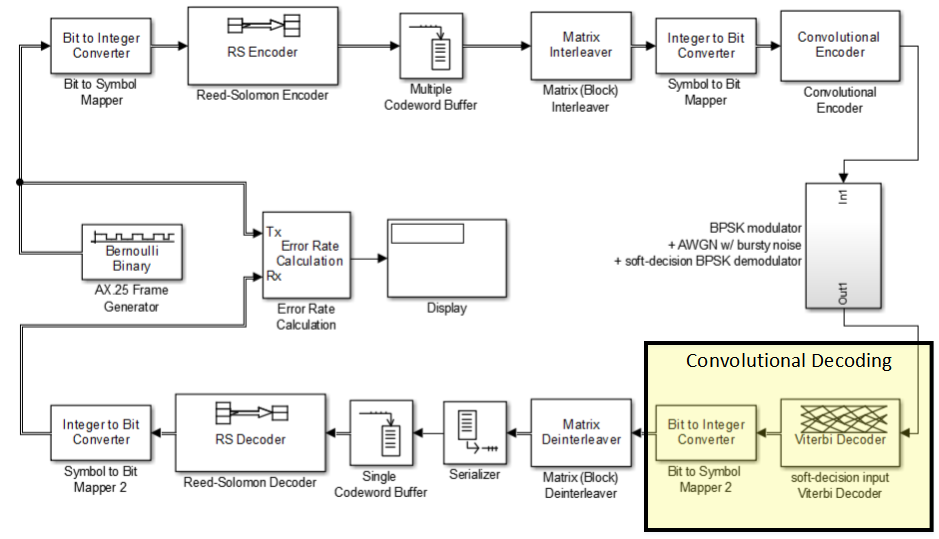 Bit to Integer
Converter
Bit to Symbol
Mapper
RS Encoder
Reed-Solomon Encoder
Multiple
Codeword Buffer
Matrix
Interleaver
Matrix (Block)
Interleaver
Integer to Bit
Converter
Symbol to Bit
Mapper
Convolutional
Encoder
Convolutional
Encoder
In1
BPSK modulator
+ AWGN w/ bursty noise
+ soft-decision BPSK demodulator
Out1
Bernoulli
Binary
AX.25 Frame
Generator
Tx
Error Rate
Calculation
Rx
Error Rate
Calculation
Display
Convolutional Decoding
Integer to Bit
Converter
Symbol to Bit
Mapper 2
RS Decoder
Reed-Solomon Decoder
Single
Codeword Buffer
Serializer
Matrix
Deinterleaver
Matrix (Block)
Deinterleaver
Bit to Integer
Converter
Bit to Symbol
Mapper 2
Viterbi Decoder
soft-decision input
Viterbi Decoder